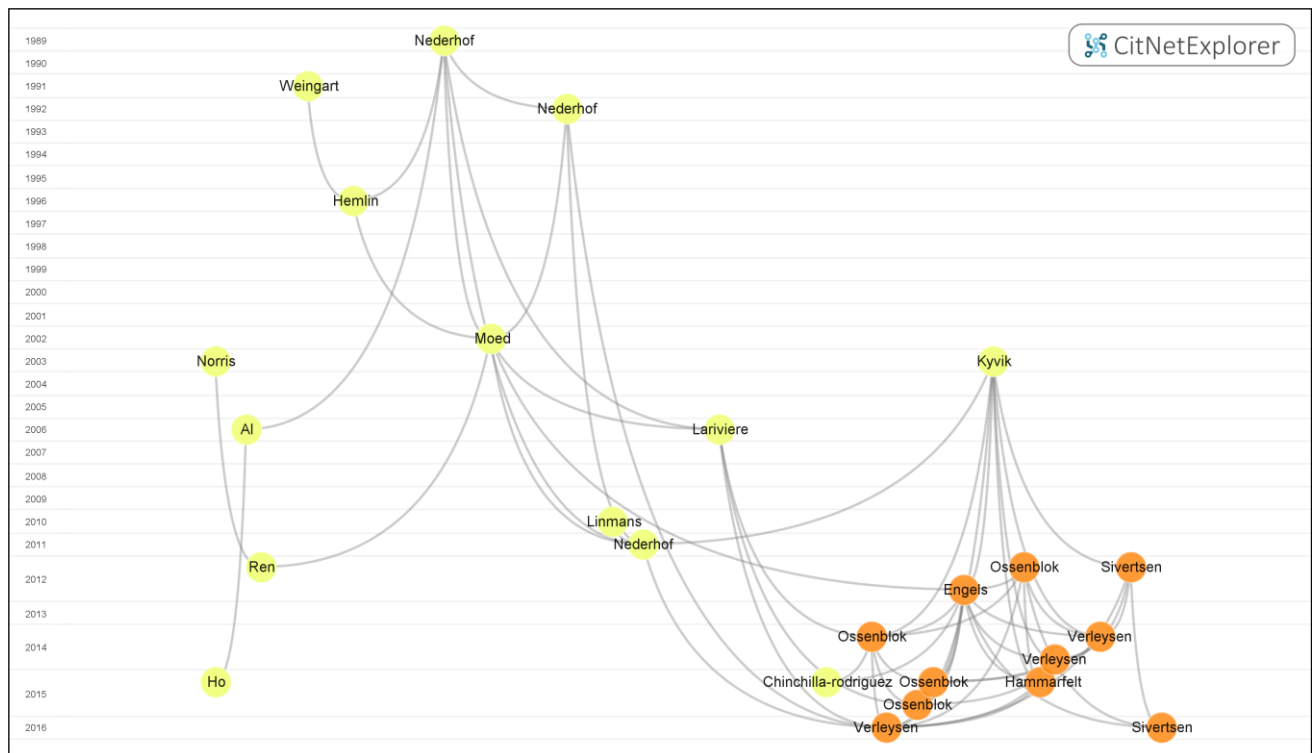 CitNetExplorer
1989 Nederhof
1990
1991 Weingart
1992 Nederhof
1993
1994
1995
1996 Hemlin
1997
1998
1999
2000
2001
2002 Moed
2003 Norris Kyvik
2004
2005
2006 Al Lariviere
2007
2008
2009
2010 Linmans
2011 Nederhof
Ren Ossenblok Sivertsen
2012 Engels
2013
Ossenblok Verleysen
2014 Verleysen
Ho Chinchilla-rodriguez Ossenblok Hammarfelt
2015 Ossenblok
2016 Verleysen Sivertsen